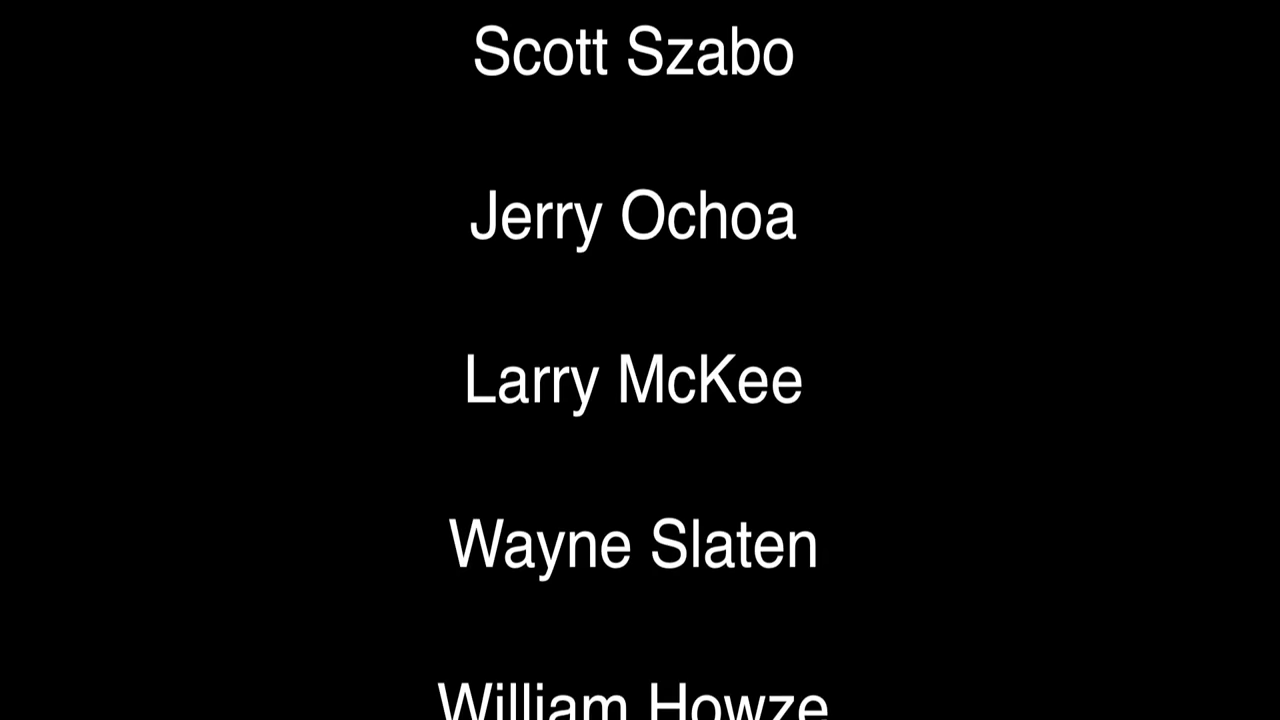 Scott Szabo
Jerry Ochoa
Larry McKee
Wayne Slaten
William Howze